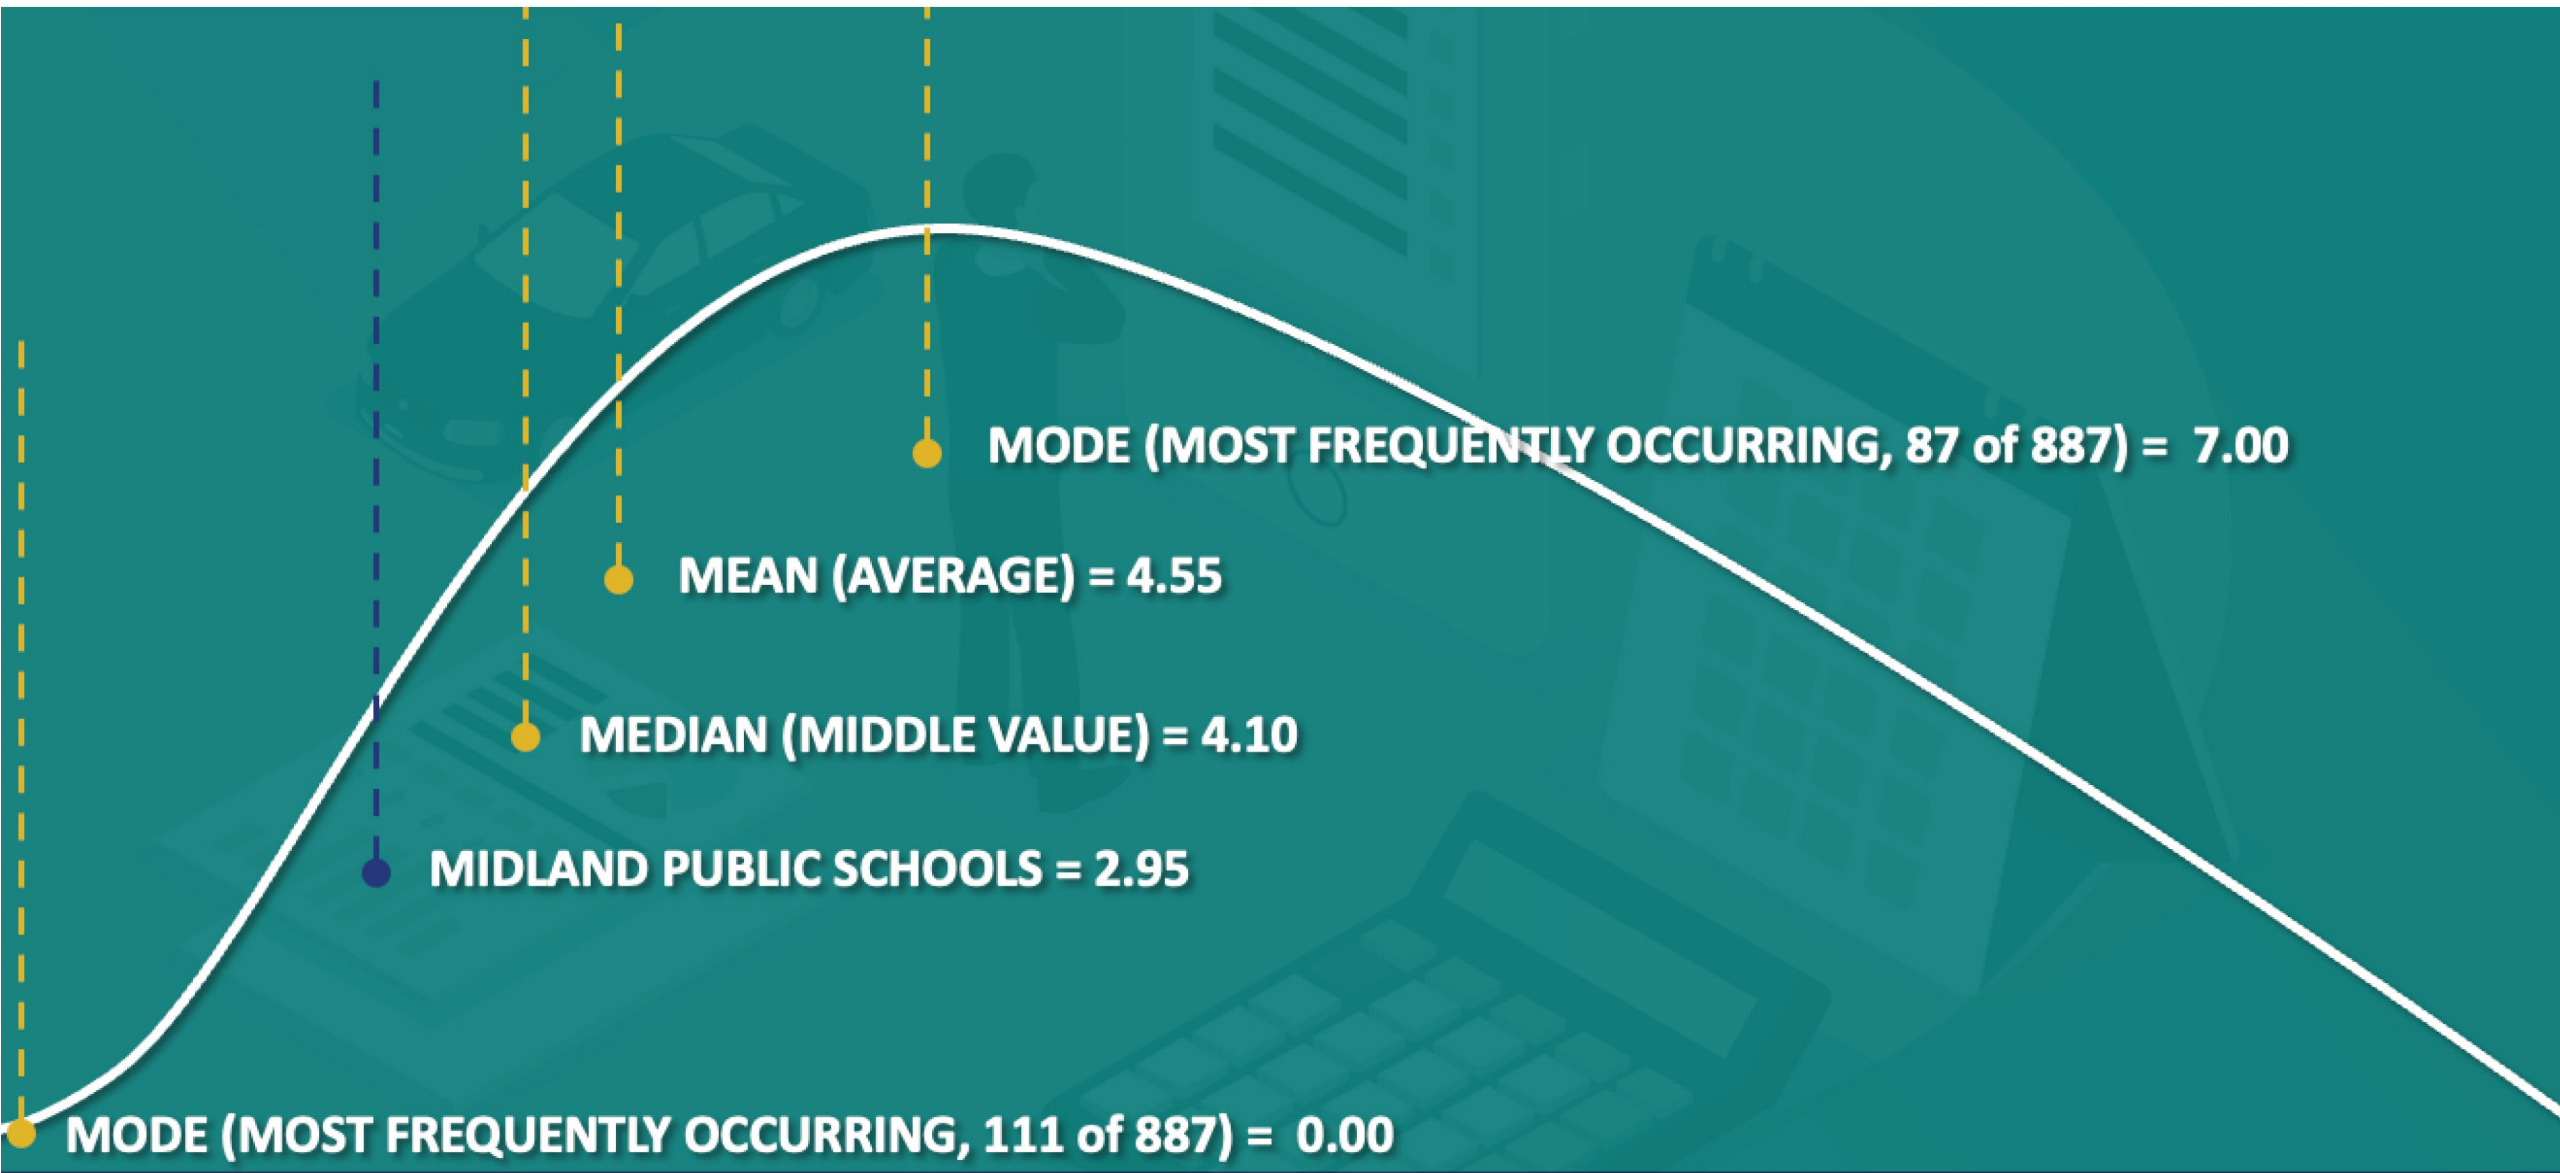 MODE (MOST FREQUENTLY OCCURRING, 87 of 887) = 7.00
MEAN (AVERAGE) = 4.55
MEDIAN (MIDDLE VALUE) = 4.10
MIDLAND PUBLIC SCHOOLS = 2.95
MODE (MOST FREQUENTLY OCCURRING, 111 of 887) = 0.00